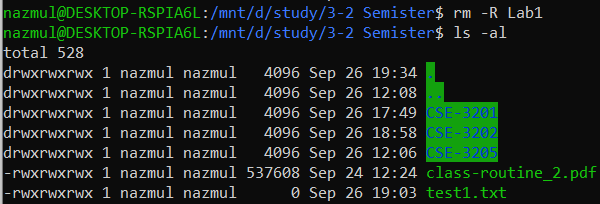 nazmul@DESKTOP-RSPIA6L:/mnt/d/study/3-2 Semister$ rm -R Lab1
nazmul@DESKTOP-RSPIA6L:/mnt/d/study/3-2 Semister$ ls -al
total 528
drwxrwxrwx 1 nazmul nazmul   4096 Sep 26 19:34 .
drwxrwxrwx 1 nazmul nazmul   4096 Sep 26 12:08 ..
drwxrwxrwx 1 nazmul nazmul   4096 Sep 26 17:49 CSE-3201
drwxrwxrwx 1 nazmul nazmul   4096 Sep 26 18:58 CSE-3202
drwxrwxrwx 1 nazmul nazmul   4096 Sep 26 12:06 CSE-3205
-rwxrwxrwx 1 nazmul nazmul 537608 Sep 24 12:24 class-routine_2.pdf
-rwxrwxrwx 1 nazmul nazmul      0 Sep 26 19:03 test1.txt